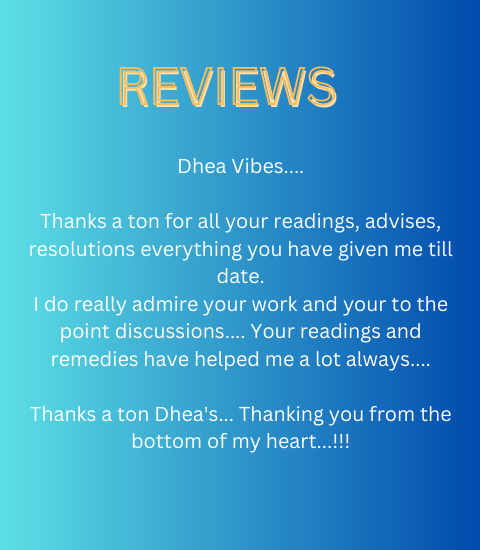 REVIEWS
Dhea Vibes....
Thanks a ton for all your readings, advises,
resolutions everything you have given me till
date.
I do really admire your work and your to the
point discussions.... Your readings and
remedies have helped me a lot always....
Thanks a ton Dhea's... Thanking you from the
bottom of my heart...!!!